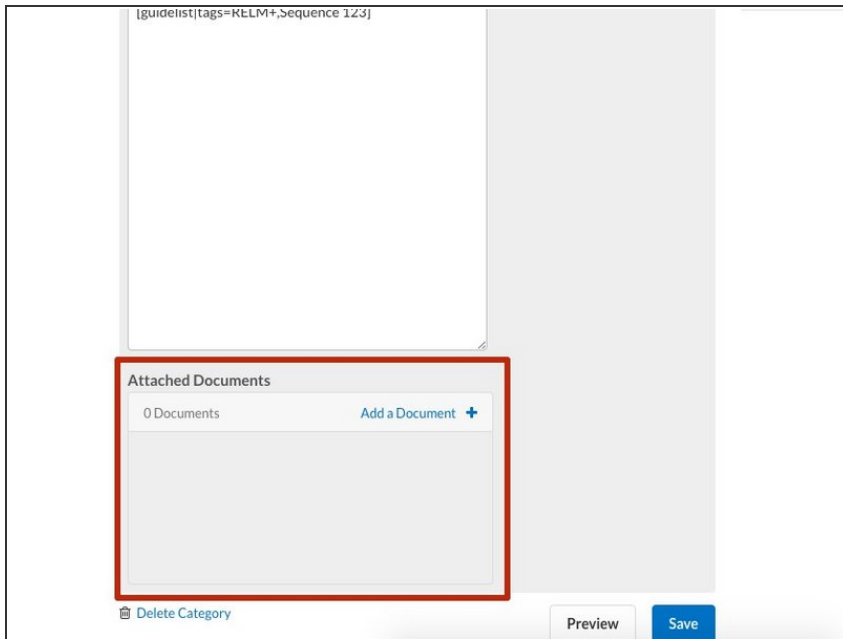 [guidelist|tags=RELM+,Sequence 123]
Attached Documents
0 Documents Add a Document +
Delete Category
Preview Save